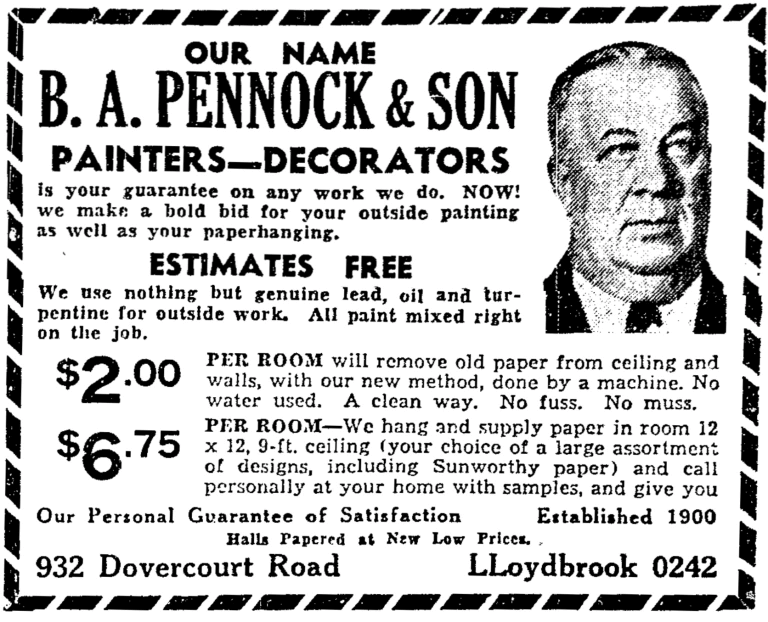 OUR NAME
B. A. PENNOCK & SON
PAINTERS—DECORATORS
is your guarantee on any work we do. NOW!
we make a bold bid for your outside painting
as well as your paperhanging.
ESTIMATES FREE
We use nothing but genuine lead, oil and tur-
pentine for outside work. All paint mixed right
on the job.
$2.00 PER ROOM will remove old paper from ceiling and
walls, with our new method, done by a machine. No
water used. A clean way. No fuss. No muss.
$6.75 PER ROOM—We hang and supply paper in room 12
x 12, 9-ft. ceiling (your choice of a large assortment
of designs, including Sunworthy paper) and call
personally at your home with samples, and give you
Our Personal Guarantee of Satisfaction Established 1900
Halls Papered at New Low Prices.
932 Dovercourt Road LLoydbrook 0242